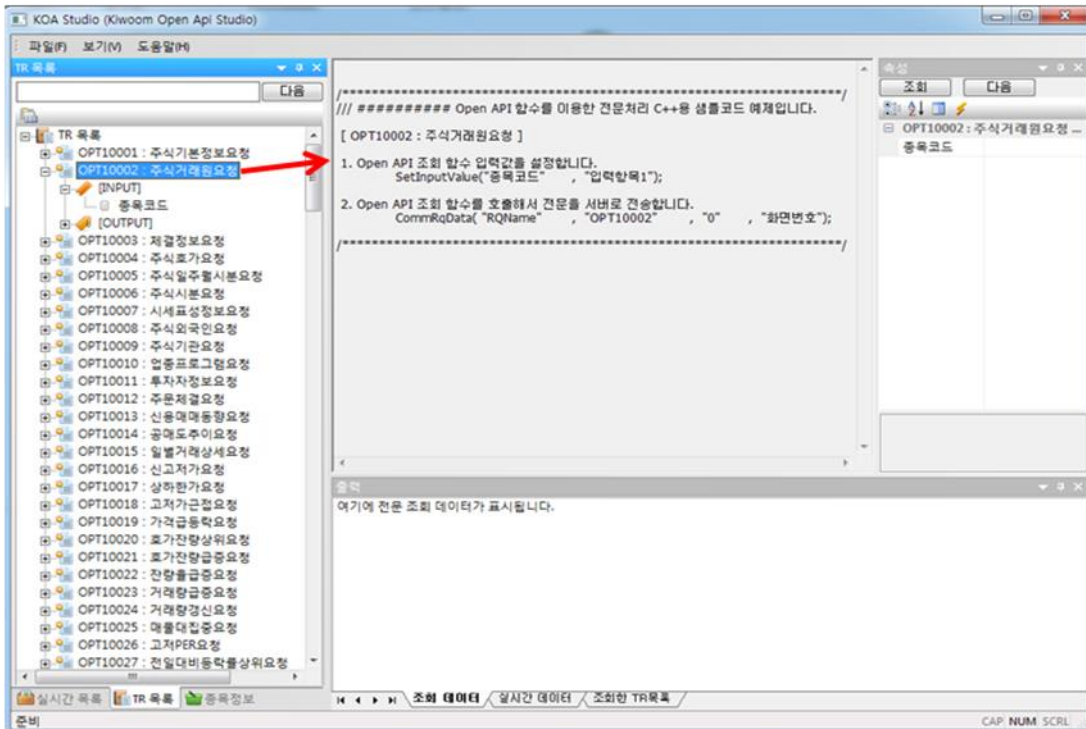 KOA Studio (Kiwoom Open Api Studio)
파일(F) 보기(V) 도움말(H)
TR 목록
다음
TR 목록
OPT10001 : 주식기본정보요청
OPT10002 : 주식거래원요청
[INPUT]
종목코드
[OUTPUT]
OPT10003 : 체결정보요청
OPT10004 : 주식호가요청
OPT10005 : 주식일주월시분요청
OPT10006 : 주식시분요청
OPT10007 : 시세표성정보요청
OPT10008 : 주식외국인요청
OPT10009 : 주식기관요청
OPT10010 : 업종프로그램요청
OPT10011 : 투자자정보요청
OPT10012 : 주문체결요청
OPT10013 : 신용매매동향요청
OPT10014 : 공매도추이요청
OPT10015 : 일별거래상세요청
OPT10016 : 신고저가요청
OPT10017 : 상하한가요청
OPT10018 : 고저가근접요청
OPT10019 : 가격급등락요청
OPT10020 : 호가잔량상위요청
OPT10021 : 호가잔량급증요청
OPT10022 : 잔량율급증요청
OPT10023 : 거래량급증요청
OPT10024 : 거래량갱신요청
OPT10025 : 매물대집중요청
OPT10026 : 고저PER요청
OPT10027 : 전일대비등락률상위요청
실시간 목록 TR 목록 종목정보
/******************************************************************************/
/// ########## Open API 함수를 이용한 전문처리 C++용 샘플코드 예제입니다.
[ OPT10002 : 주식거래원요청 ]
1. Open API 조회 함수 입력값을 설정합니다.
SetInputValue("종목코드" , "입력항목1");
2. Open API 조회 함수를 호출해서 전문을 서버로 전송합니다.
CommRqData( "RQName" , "OPT10002" , "0" , "화면번호");
/******************************************************************************/
출력
여기에 전문 조회 데이터가 표시됩니다.
조회 데이터 실시간 데이터 조회한 TR목록
속성
조회 다음
OPT10002 : 주식거래원요청 ...
종목코드
준비
CAP NUM SCRL